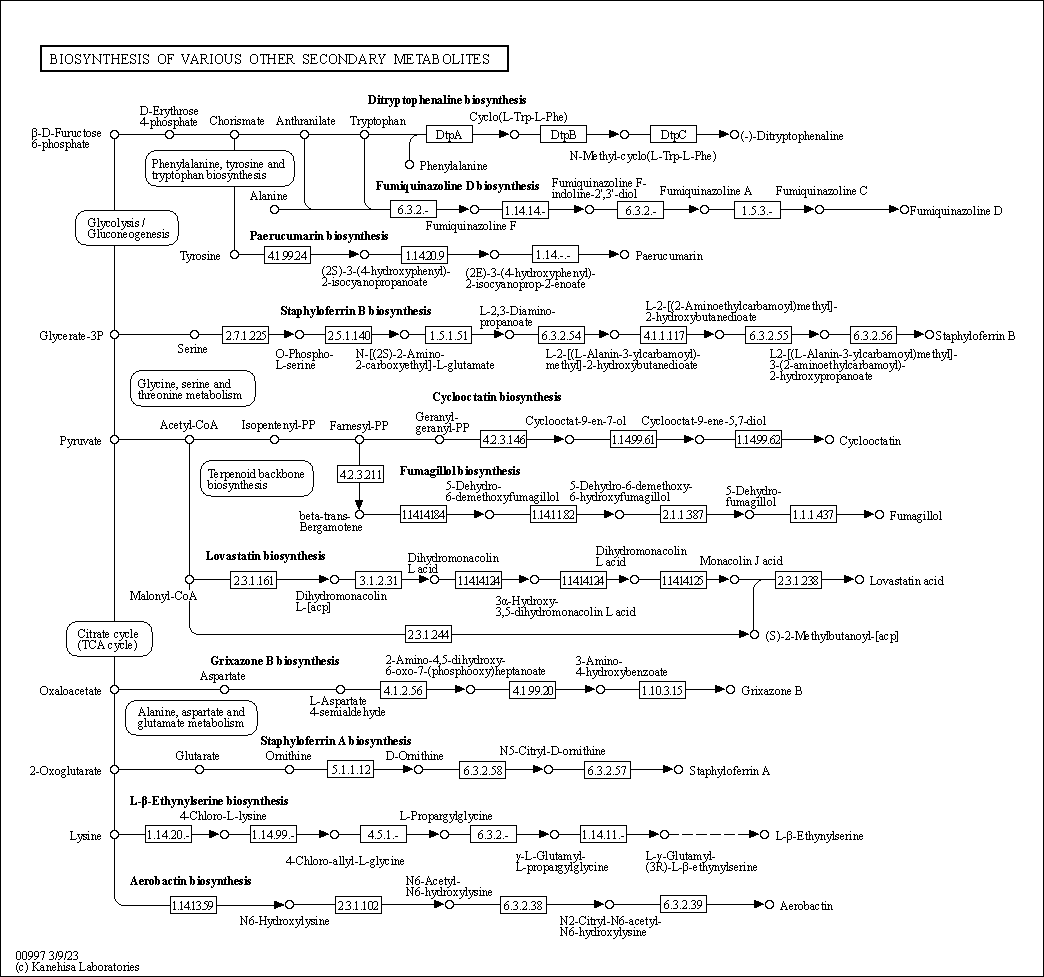 BIOSYNTHESIS OF VARIOUS OTHER SECONDARY METABOLITES
Ditryptophenaline biosynthesis
β-D-Furuc­tose
6-phosphate
D-Erythrose
4-phosphate
Chorismate
Anthranilate
Tryptophan
Cyclo(L-Trp-L-Phe)
DtpA
DtpB
DtpC
(-)-Ditryptophenaline
Phenylalanine
N-Methyl-cyclo(L-Trp-L-Phe)
Phenylalanine, tyrosine and
tryptophan biosynthesis
Fumiquinazoline D biosynthesis
Alanine
6.3.2.-
Fumiquinazoline F
1.14.14.-
Fumiquinazoline F-
indoline-2',3'-diol
6.3.2.-
Fumiquinazoline A
1.5.3.-
Fumiquinazoline C
Fumiquinazoline D
Glycolysis /
Gluconeogenesis
Paerucumarin biosynthesis
Tyrosine
4.1.99.24
(2S)-3-(4-hydroxyphenyl)-
2-isocyanopropanoate
1.14.20.9
(2E)-3-(4-hydroxyphenyl)-
2-isocyanoprop-2-enoate
1.14.-.-
Paerucumarin
Staphyloferrin B biosynthesis
Glycerate-3P
Serine
2.7.1.225
O-Phospho-
L-serine
2.5.1.140
N-[(2S)-2-Amino-
2-carboxyethyl]-L-glutamate
1.5.1.51
L-2,3-Diamino-
propanoate
6.3.2.54
L-2-[(L-Alanin-3-ylcarbamoyl)-
methyl]-2-hydroxybutanedioate
4.1.1.117
L-2-[(2-Aminoethylcarbamoyl)methyl]-
2-hydroxybutanedioate
6.3.2.55
L2-[(L-Alanin-3-ylcarbamoyl)methyl]-
3-(2-aminoethylcarbamoyl)-
2-hydroxypropanoate
6.3.2.56
Staphyloferrin B
Glycine, serine and
threonine metabolism
Cyclooctatin biosynthesis
Pyruvate
Acetyl-CoA
Isopentenyl-PP
Farnesyl-PP
Geranyl-
geranyl-PP
4.2.3.146
Cyclooctat-9-en-7-ol
1.14.99.61
Cyclooctat-9-ene-5,7-diol
1.14.99.62
Cyclooctatin
Terpenoid backbone
biosynthesis
4.2.3.211
Fumagillol biosynthesis
beta-trans-
Bergamotene
1.14.14.184
5-Dehydro-
6-demethoxyfumagillol
1.14.11.82
5-Dehydro-6-demethoxy-
6-hydroxyfumagillol
2.1.1.387
5-Dehydro-
fumagillol
1.1.1.437
Fumagillol
Lovastatin biosynthesis
Malonyl-CoA
2.3.1.161
Dihydromonacolin
L-[acp]
3.1.2.31
Dihydromonacolin
L acid
1.14.14.124
3α-Hydroxy-
3,5-dihydromonacolin L acid
1.14.14.124
Dihydromonacolin
L acid
1.14.14.125
Monacolin J acid
2.3.1.238
Lovastatin acid
2.3.1.244
(S)-2-Methylbutanoyl-[acp]
Citrate cycle
(TCA cycle)
Grixazone B biosynthesis
Oxaloacetate
Aspartate
L-Aspartate
4-semialdehyde
4.1.2.56
2-Amino-4,5-dihydroxy-
6-oxo-7-(phosphooxy)heptanoate
4.1.99.20
3-Amino-
4-hydroxybenzoate
1.10.3.15
Grixazone B
Alanine, aspartate and
glutamate metabolism
Staphyloferrin A biosynthesis
2-Oxoglutarate
Glutarate
Ornithine
5.1.1.12
D-Ornithine
6.3.2.58
N5-Citryl-D-ornithine
6.3.2.57
Staphyloferrin A
L-β-Ethynylserine biosynthesis
Lysine
1.14.20.-
4-Chloro-L-lysine
1.14.99.-
4-Chloro-allyl-L-glycine
4.5.1.-
L-Propargylglycine
6.3.2.-
γ-L-Glutamyl-
L-propargylglycine
1.14.11.-
L-γ-Glutamyl-
(3R)-L-β-ethynylserine
L-β-Ethynylserine
Aerobactin biosynthesis
1.14.13.59
N6-Hydroxylysine
2.3.1.102
N6-Acetyl-
N6-hydroxylysine
6.3.2.38
N2-Citryl-N6-acetyl-
N6-hydroxylysine
6.3.2.39
Aerobactin
00997 3/9/23
(c) Kanehisa Laboratories